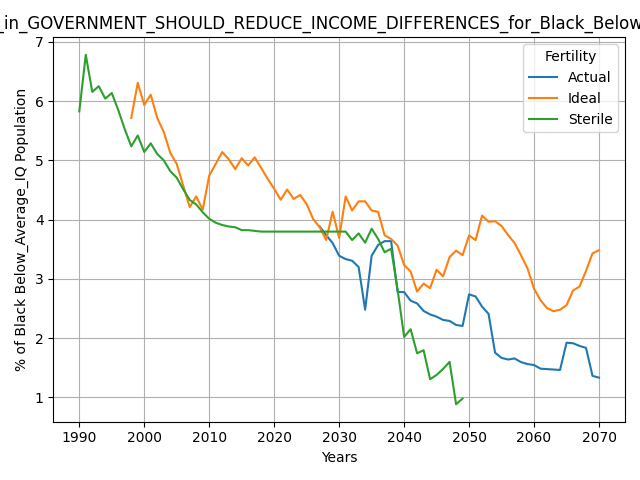 _in_GOVERNMENT_SHOULD_REDUCE_INCOME_DIFFERENCES_for_Black_Below
% of Black Below_Average_IQ Population
7
6
5
4
3
2
1
Fertility
Actual
Ideal
Sterile
1990 2000 2010 2020 2030 2040 2050 2060 2070
Years